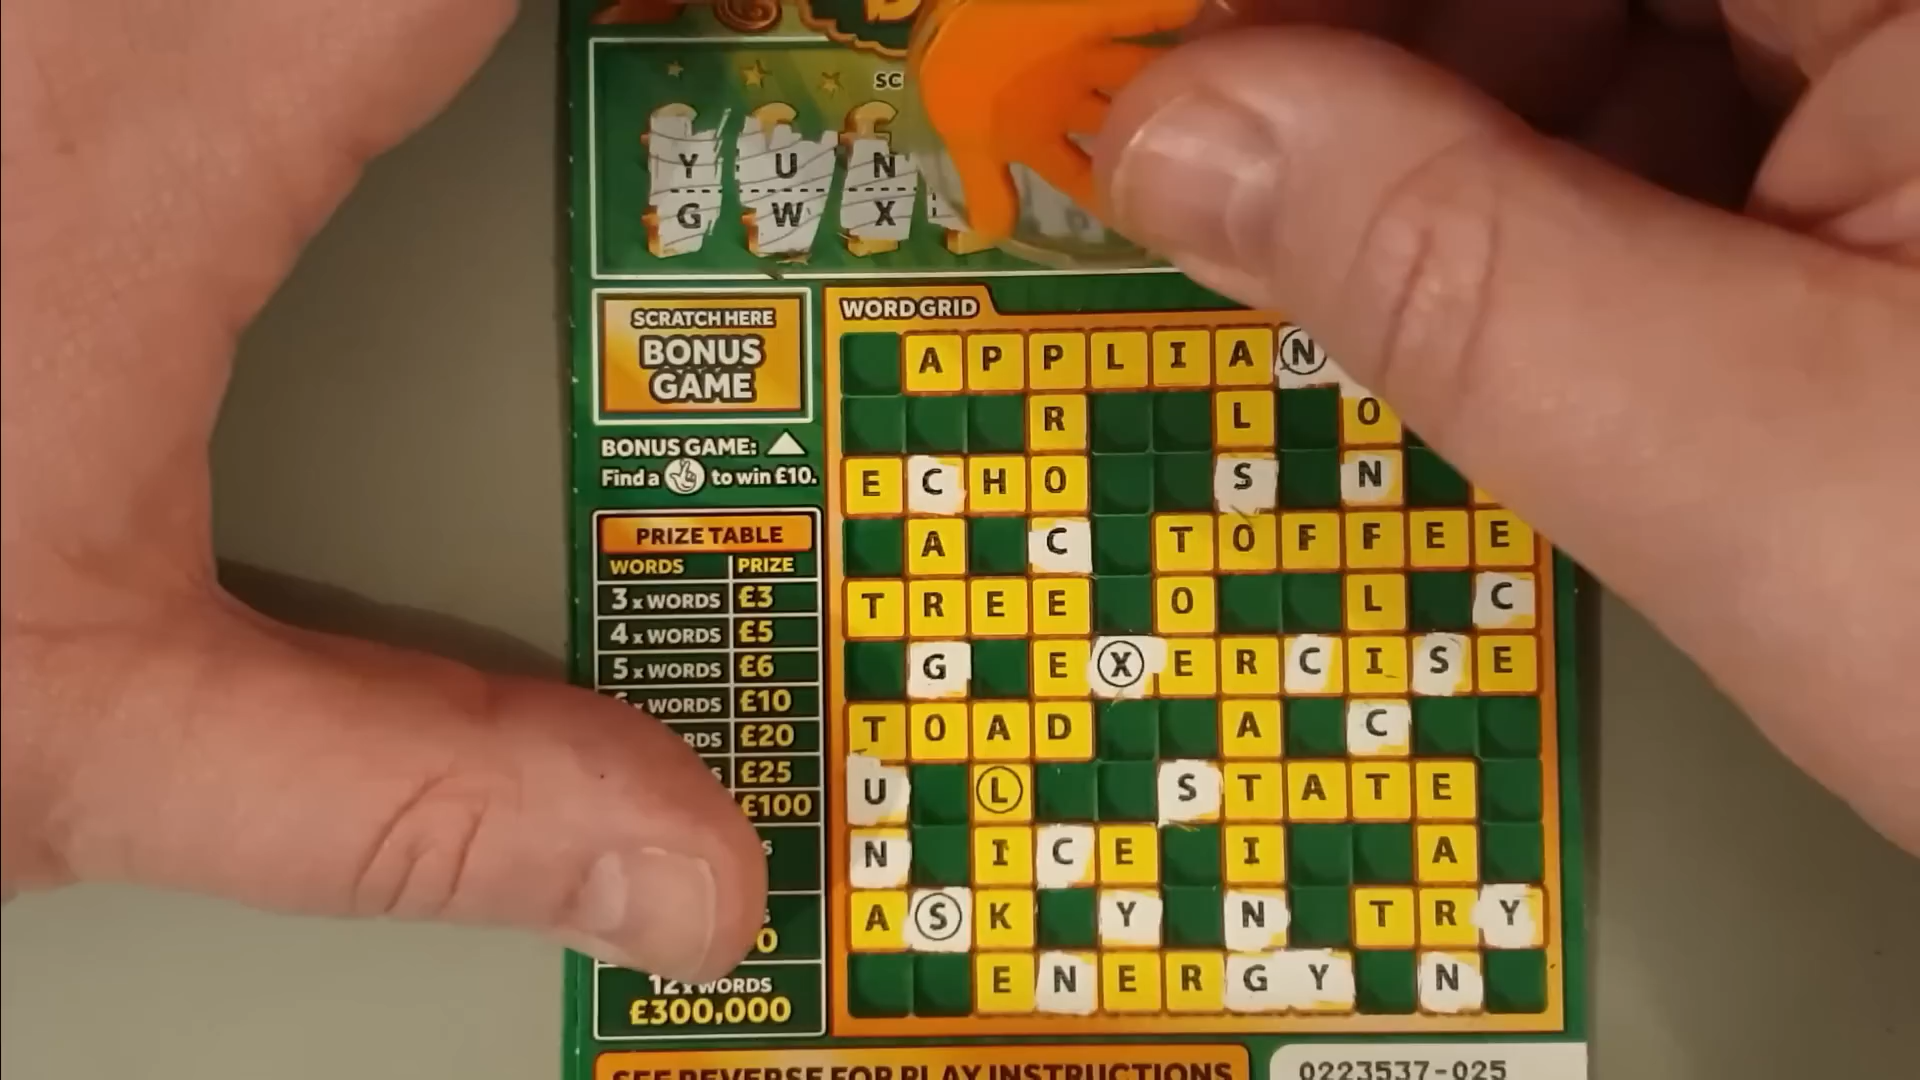 SC
Y U N
G W X
SCRATCH HERE
BONUS
GAME
BONUS GAME:
Find a to win £10.
PRIZE TABLE
WORDS PRIZE
3 x WORDS £3
4 x WORDS £5
5 x WORDS £6
x WORDS £10
RDS £20
S £25
£100
S
S
0
12 x WORDS
£300,000
WORD GRID
A P P L I A N
R L O
E C H O S N
A C T O F F E E
T R E E O L C
G E X E R C I S E
T O A D A C
U L S T A T E
N I C E I A
A S K Y N T R Y
E N E R G Y N
SEE REVERSE FOR PLAY INSTRUCTIONS
0223537-025